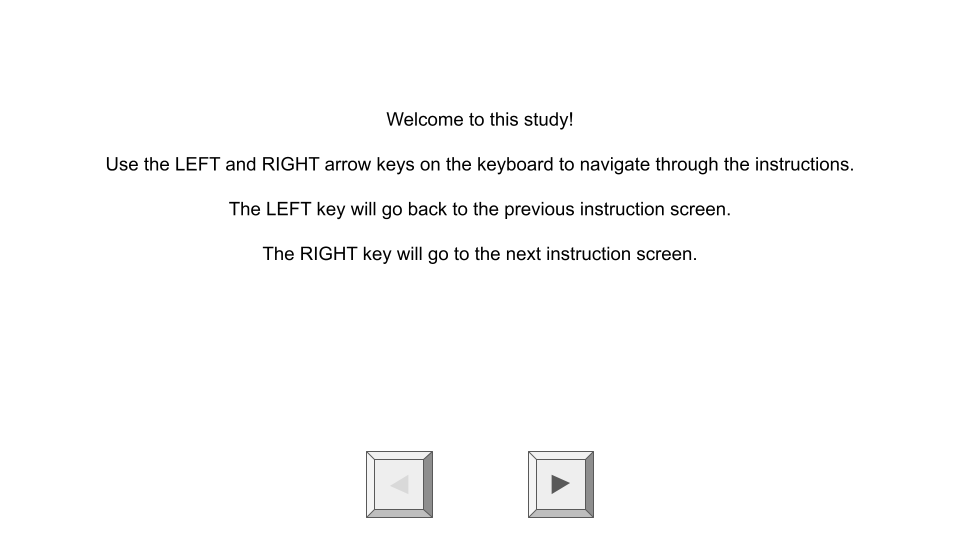 Welcome to this study!
Use the LEFT and RIGHT arrow keys on the keyboard to navigate through the instructions.
The LEFT key will go back to the previous instruction screen.
The RIGHT key will go to the next instruction screen.